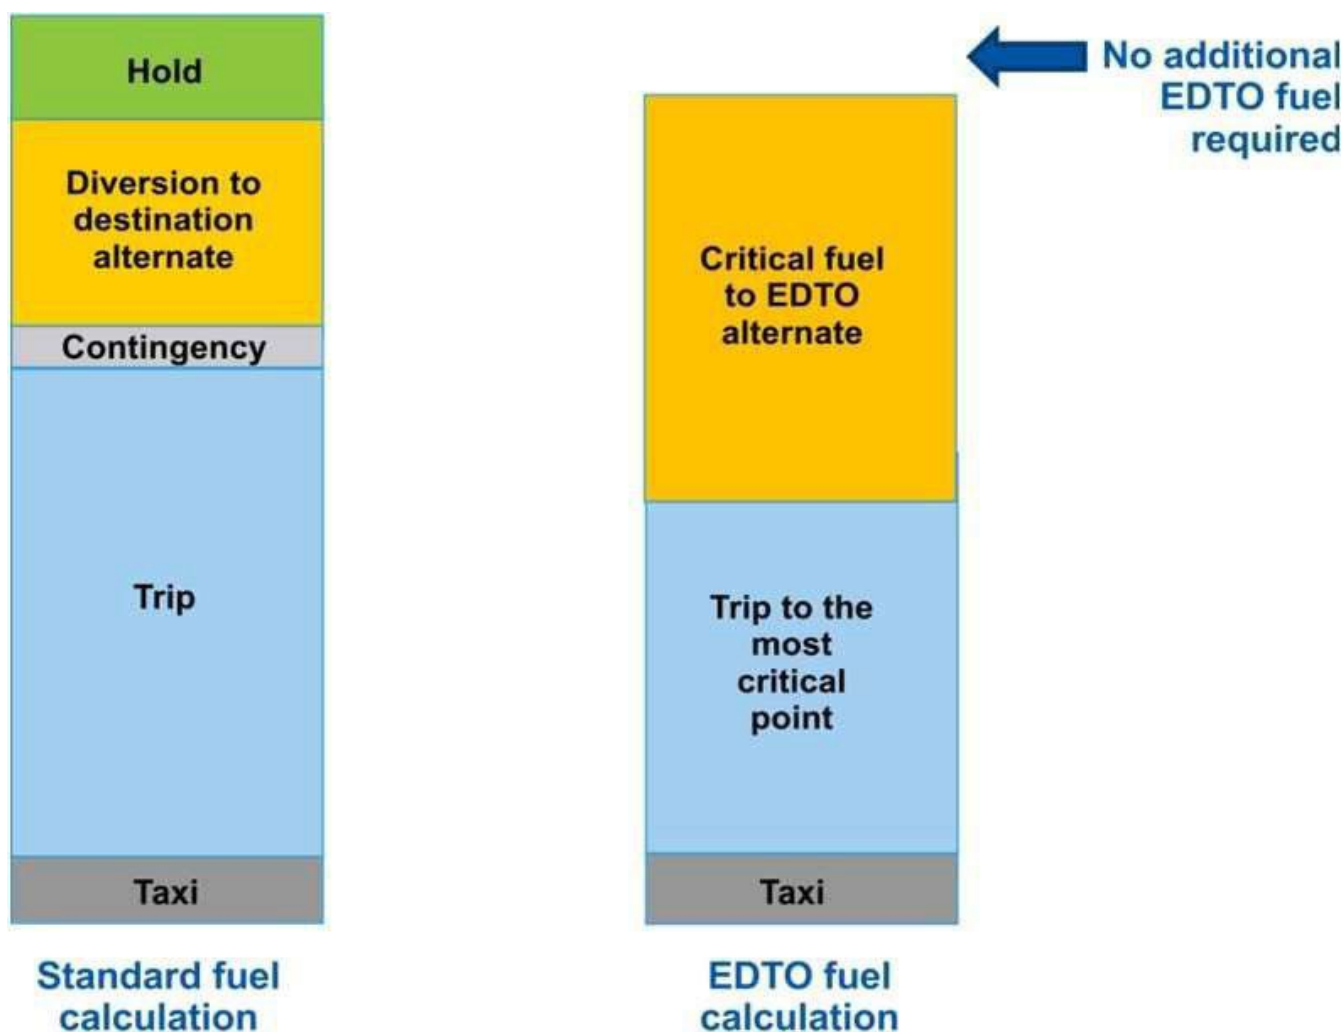 Hold
Diversion to
destination
alternate
Contingency
Trip
Taxi
Standard fuel
calculation
Critical fuel
to EDTO
alternate
Trip to the
most
critical
point
Taxi
EDTO fuel
calculation
No additional
EDTO fuel
required